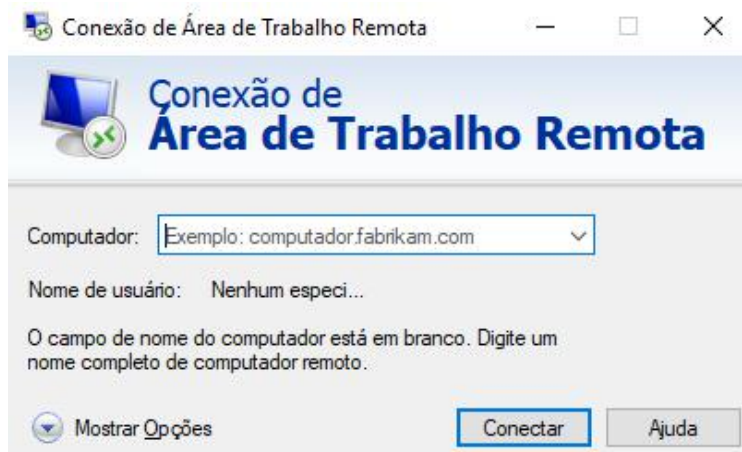 Conexão de Área de Trabalho Remota
Conexão de
Área de Trabalho Remota
Computador: Exemplo: computador.fabrikam.com
Nome de usuário: Nenhum especi...
O campo de nome do computador está em branco. Digite um
nome completo de computador remoto.
Mostrar Opções Conectar Ajuda